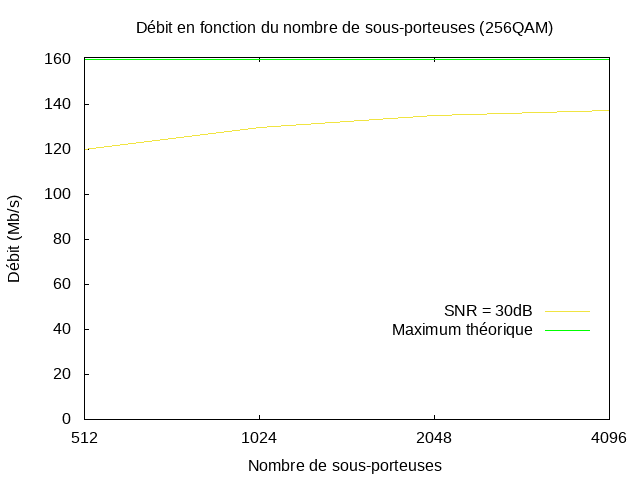 Débit en fonction du nombre de sous-porteuses (256QAM)
160
140
120
100
80
60
40
20
0
Débit (Mb/s)
SNR = 30dB
Maximum théorique
512 1024 2048 4096
Nombre de sous-porteuses